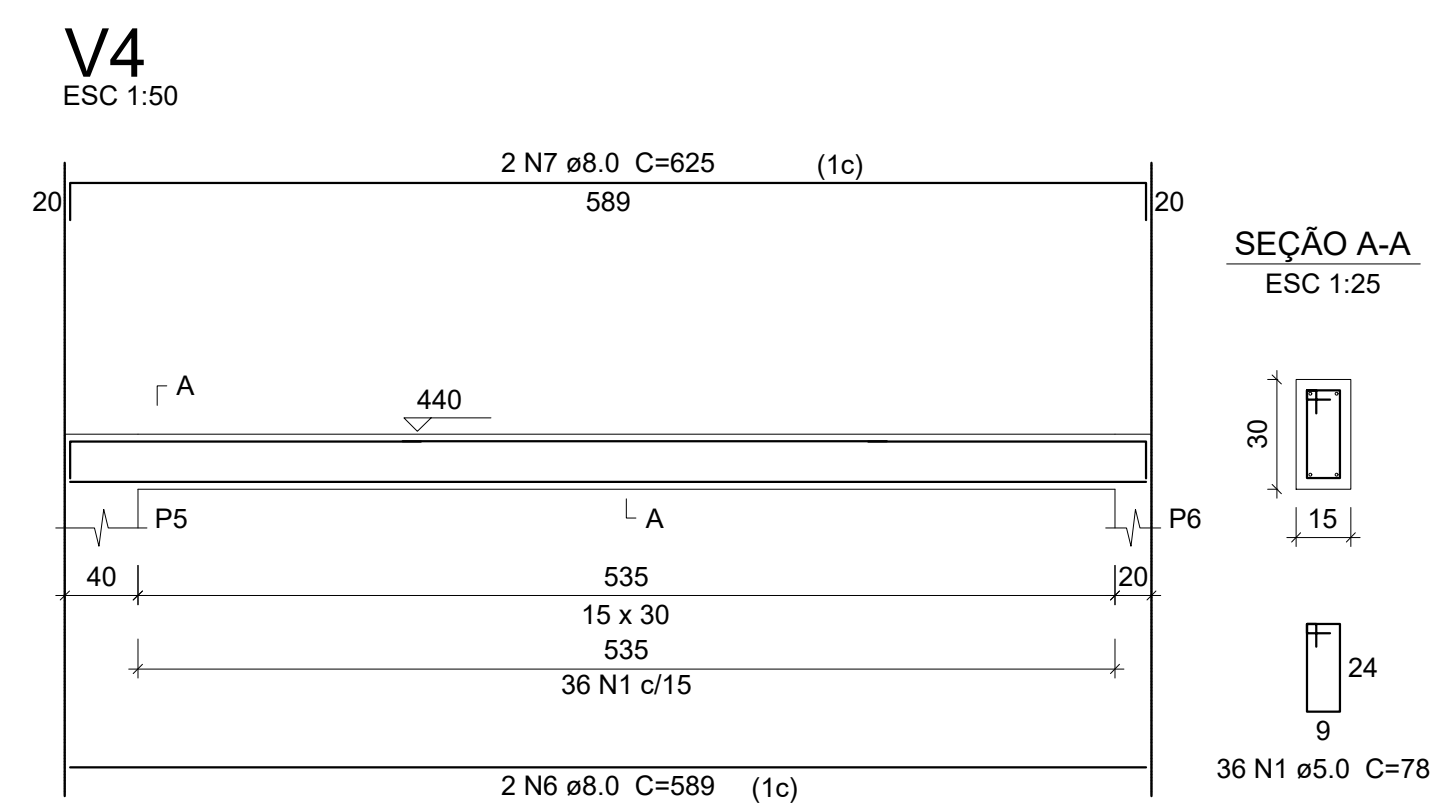 V4
ESC 1:50
2 N7 ø8.0 C=625 (1c)
20 589 20
SEÇÃO A-A
ESC 1:25
A
440
30
15
P5 A P6
40 535 20
15 x 30
535
36 N1 c/15
24
9
36 N1 ø5.0 C=78
2 N6 ø8.0 C=589 (1c)